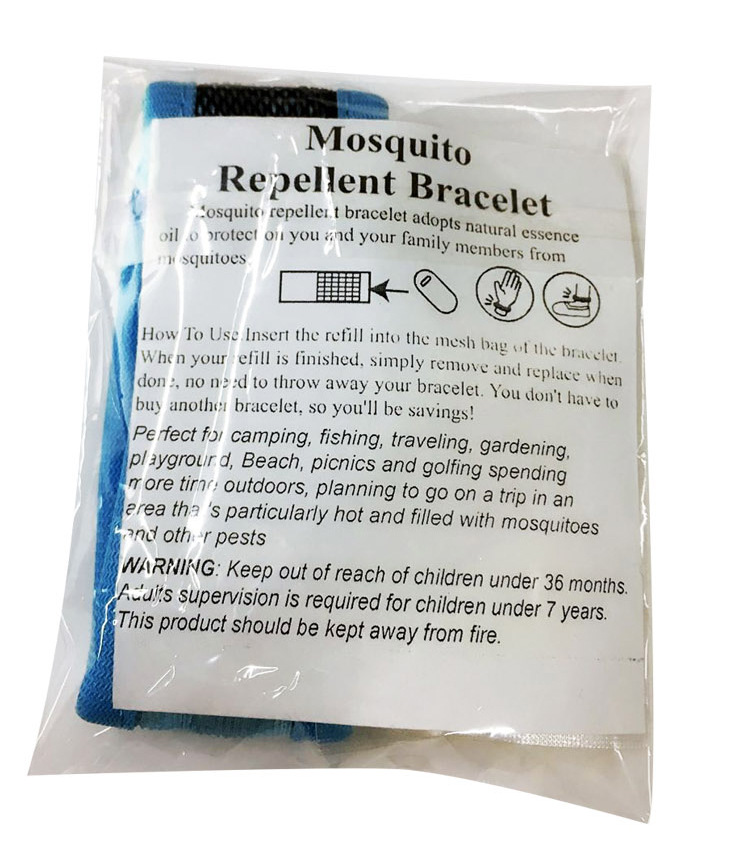 Mosquito
Repellent Bracelet
Mosquito repellent bracelet adopts natural essence
oil to protect on you and your family members from
mosquitoes
How To Use:Insert the refill into the mesh bag of the bracelet.
When your refill is finished, simply remove and replace when
done, no need to throw away your bracelet. You don't have to
buy another bracelet, so you'll be savings!
Perfect for camping, fishing, traveling, gardening,
playground, Beach, picnics and golfing spending
more time outdoors, planning to go on a trip in an
area that's particularly hot and filled with mosquitoes
and other pests
WARNING: Keep out of reach of children under 36 months.
Adults supervision is required for children under 7 years.
This product should be kept away from fire.